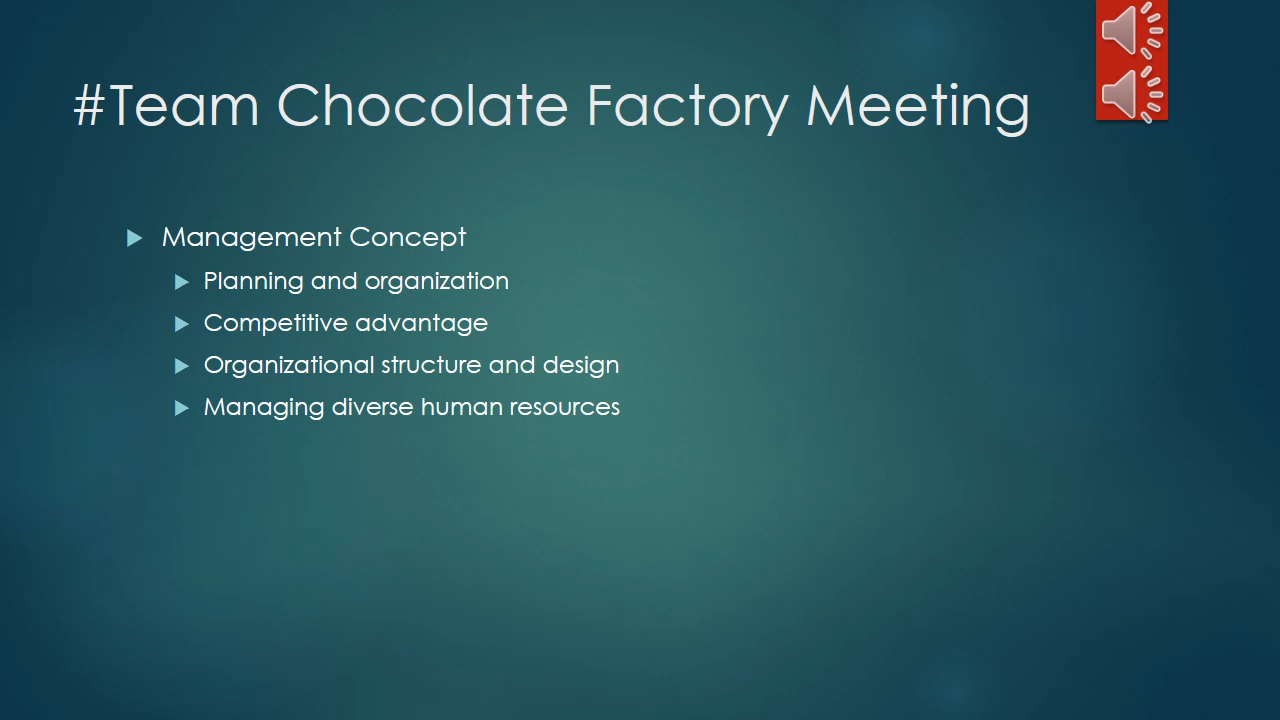 #Team Chocolate Factory Meeting
Management Concept
Planning and organization
Competitive advantage
Organizational structure and design
Managing diverse human resources